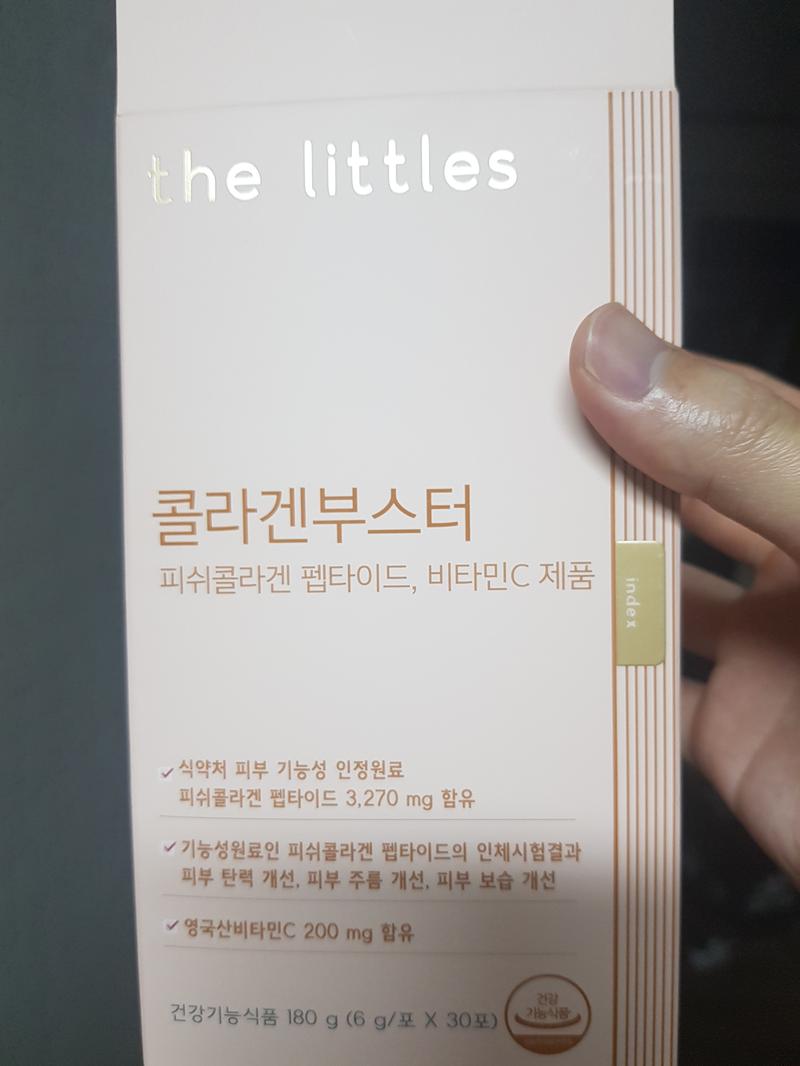 the littles
콜라겐부스터
피쉬콜라겐 펩타이드, 비타민C 제품
index
식약처 피부 기능성 인정원료
피쉬콜라겐 펩타이드 3,270 mg 함유
기능성원료인 피쉬콜라겐 펩타이드의 인체시험결과
피부 탄력 개선, 피부 주름 개선, 피부 보습 개선
영국산비타민C 200 mg 함유
건강기능식품 180 g (6 g/포 X 30포)
건강
기능식품